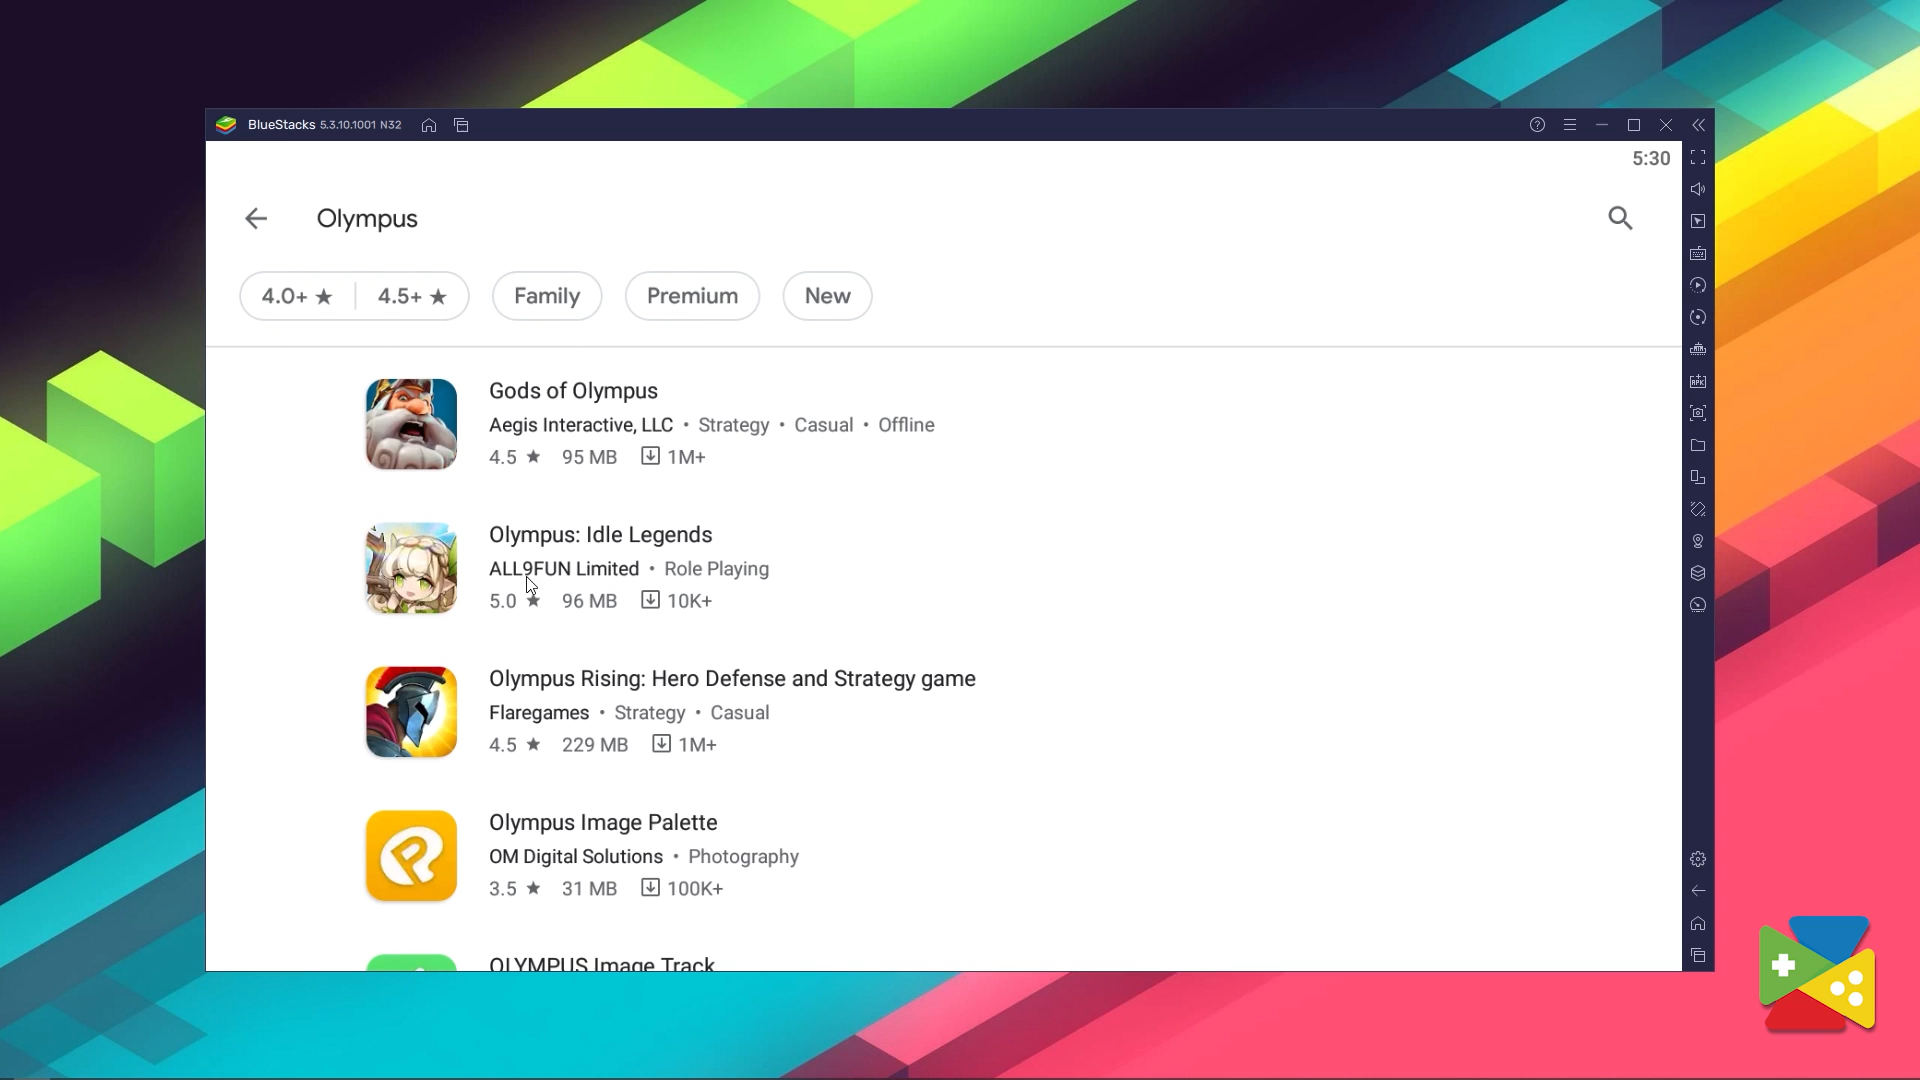 BlueStacks 5.3.10.1001 N32
5:30
Olympus
4.0+ ★ 4.5+ ★ Family Premium New
Gods of Olympus
Aegis Interactive, LLC • Strategy • Casual • Offline
4.5 ★ 95 MB 1M+
Olympus: Idle Legends
ALL9FUN Limited • Role Playing
5.0 ★ 96 MB 10K+
Olympus Rising: Hero Defense and Strategy game
Flaregames • Strategy • Casual
4.5 ★ 229 MB 1M+
Olympus Image Palette
OM Digital Solutions • Photography
3.5 ★ 31 MB 100K+
OLYMPUS Image Track